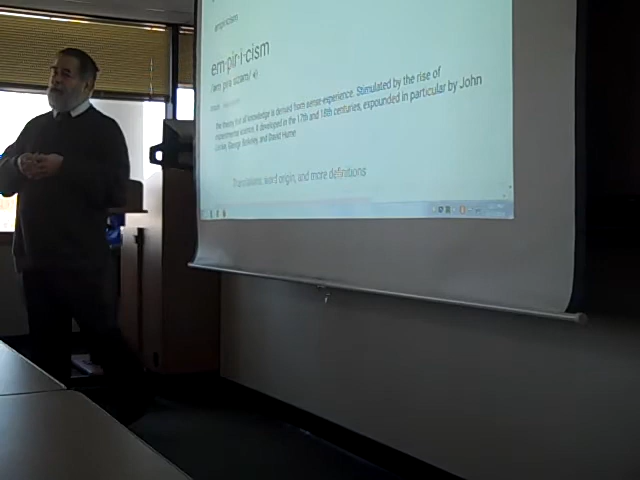 empiricism
em·pir·i·cism
the theory that all knowledge is derived from sense-experience. Stimulated by the rise of
experimental science, it developed in the 17th and 18th centuries, expounded in particular by John
Locke, George Berkeley, and David Hume.
Translations, word origin, and more definitions